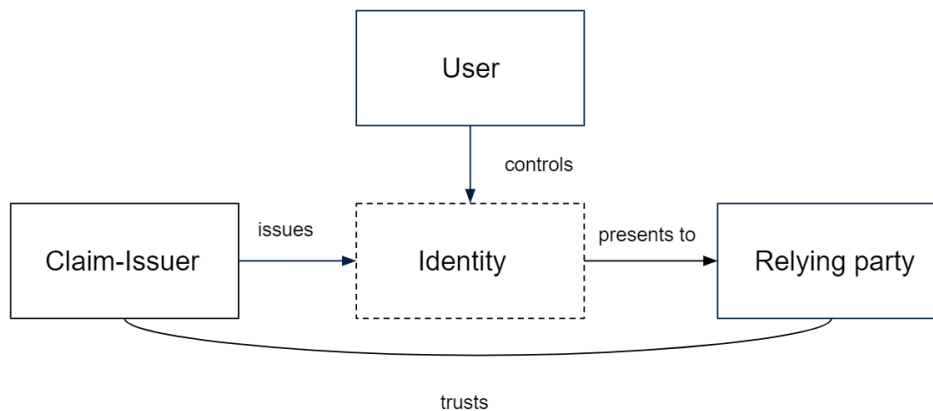 User
controls
Claim-Issuer
issues
Identity
presents to
Relying party
trusts